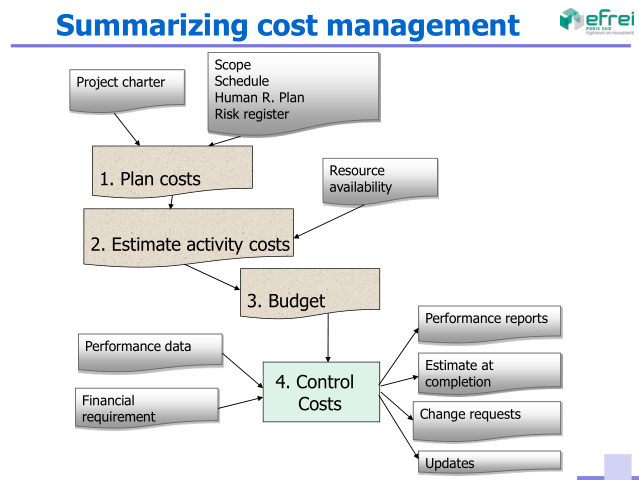 Summarizing cost management
efrei
PARIS SUD
Project charter
Scope
Schedule
Human R. Plan
Risk register
1. Plan costs
Resource
availability
2. Estimate activity costs
3. Budget
Performance data
Financial
requirement
4. Control
Costs
Performance reports
Estimate at
completion
Change requests
Updates